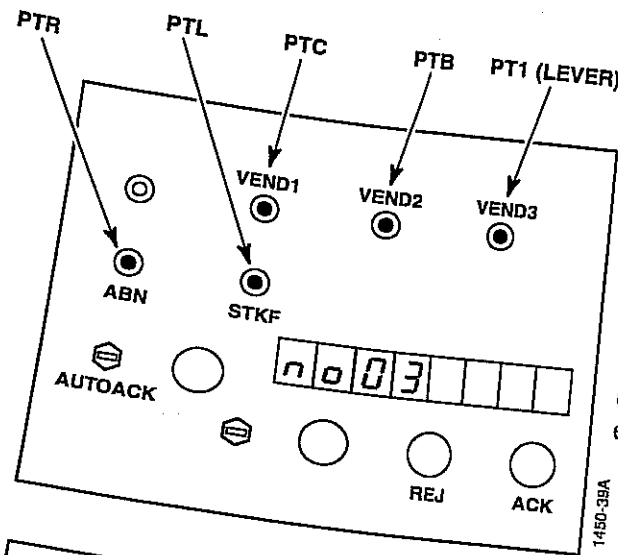 PTR
PTL
PTC
PTB
PT1 (LEVER)
VEND1
VEND2
VEND3
ABN
STKF
no03
AUTOACK
REJ
ACK
1450-39A